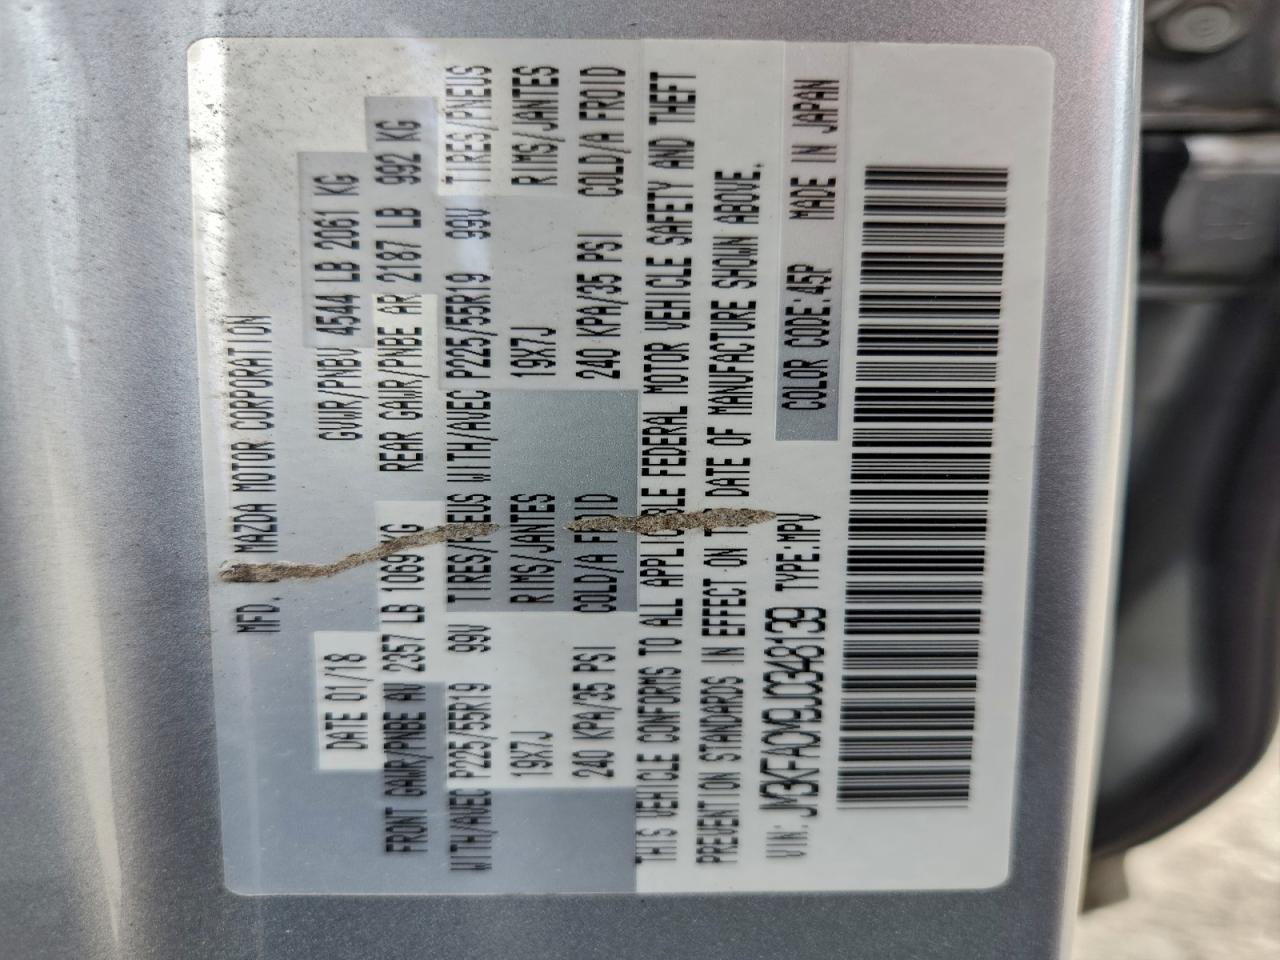 MFD. MAZDA MOTOR CORPORATION
DATE 01/18 GVWR/PNBV 4544 LB 2061 KG
FRONT GAWR/PNBE AV 2357 LB 1069 KG REAR GAWR/PNBE AR 2187 LB 992 KG
WITH/AVEC P225/55R19 99V TIRES/PNEUS WITH/AVEC P225/55R19 99V TIRES/PNEUS
19X7J RIMS/JANTES 19X7J RIMS/JANTES
240 KPA/35 PSI COLD/A FROID 240 KPA/35 PSI COLD/A FROID
THIS VEHICLE CONFORMS TO ALL APPLICABLE FEDERAL MOTOR VEHICLE SAFETY AND THEFT
PREVENTION STANDARDS IN EFFECT ON THE DATE OF MANUFACTURE SHOWN ABOVE.
VIN: JM3KFACM9J0348139 TYPE:MPV COLOR CODE:45P MADE IN JAPAN